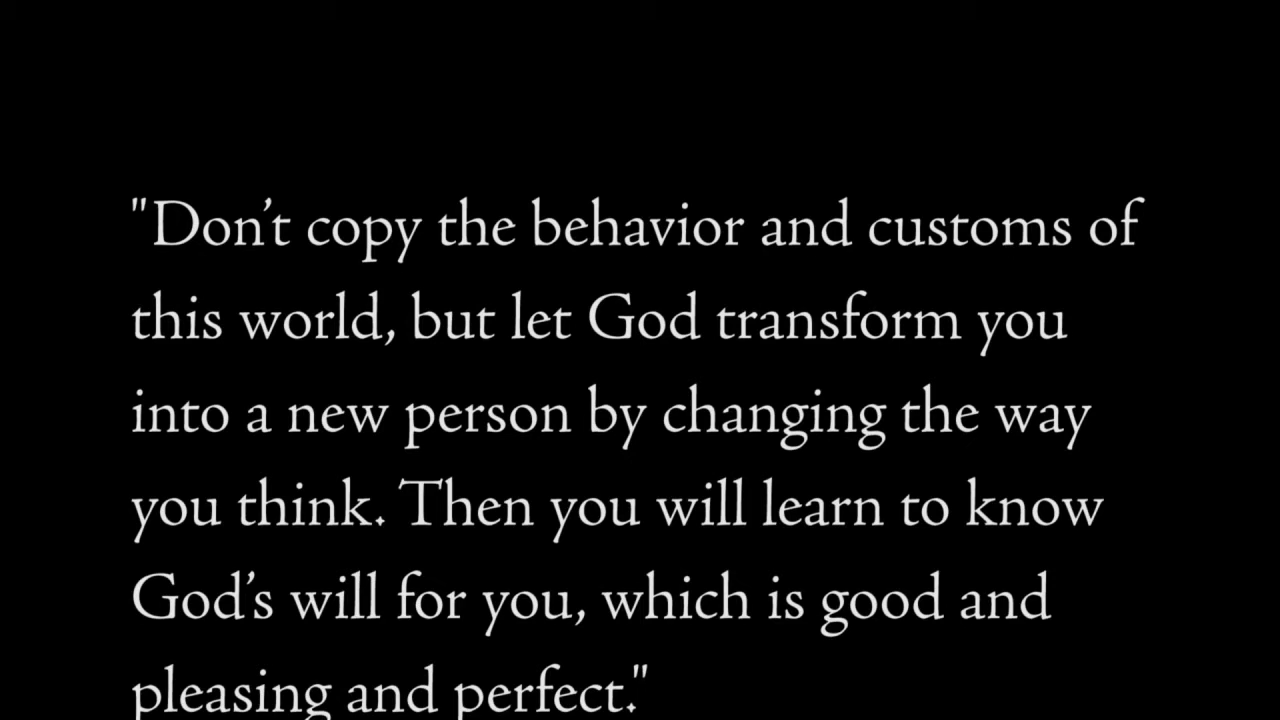 "Don’t copy the behavior and customs of
this world, but let God transform you
into a new person by changing the way
you think. Then you will learn to know
God’s will for you, which is good and
pleasing and perfect."